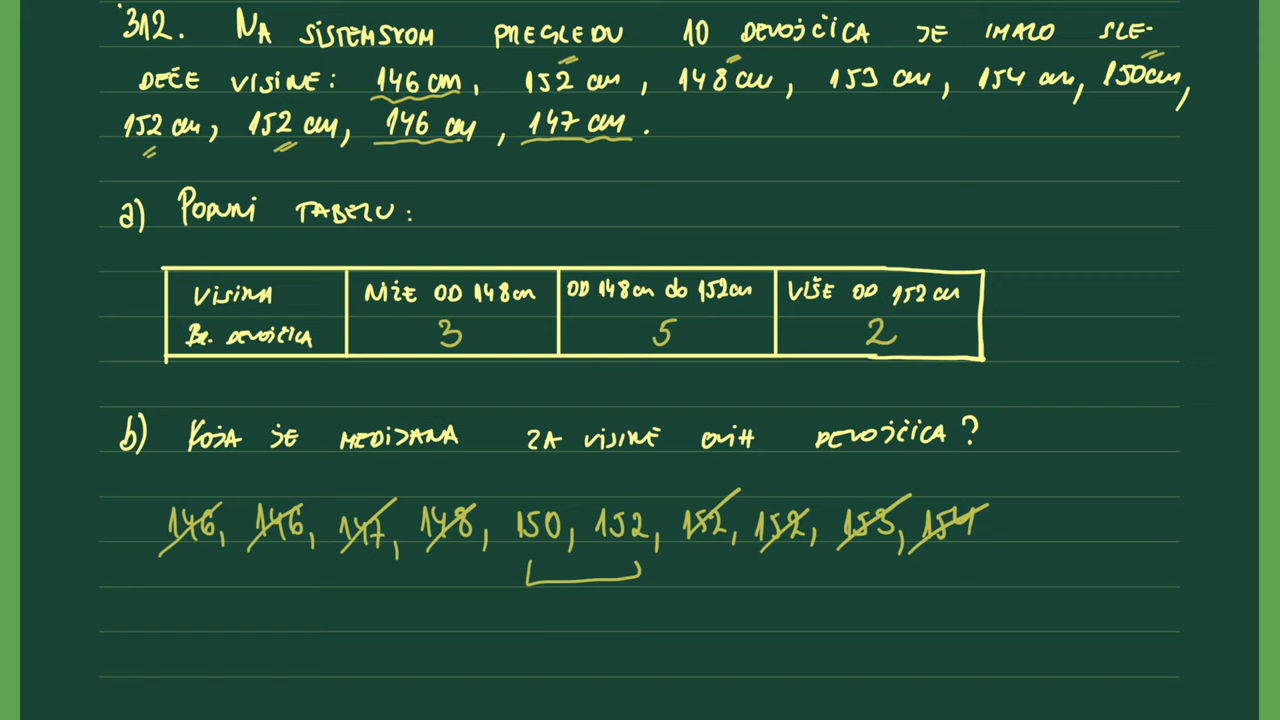 312. NA SISTEMSKOM PREGLEDU 10 DEVOJČICA JE IMALO SLE-
DEĆE VISINE: 146 cm, 152 cm, 148 cm, 153 cm, 154 cm, 150 cm,
152 cm, 152 cm, 146 cm, 147 cm.
a) POPUNI TABELU:
VISINA NIŽE OD 148 cm OD 148 cm do 152 cm VIŠE OD 152 cm
BR. DEVOJČICA 3 5 2
b) KOJA JE MEDIJANA ZA VISINE OVIH DEVOJČICA?
146, 146, 147, 148, 150, 152, 152, 152, 153, 154